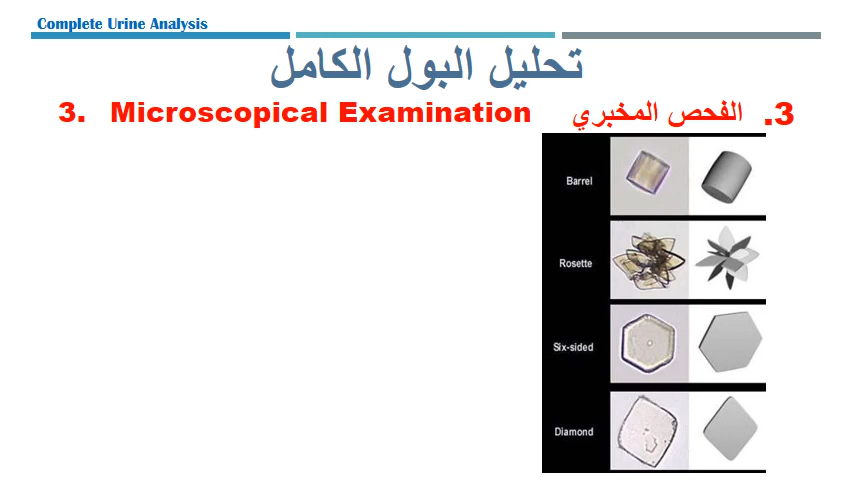 Complete Urine Analysis
تحليل البول الكامل
3. Microscopical Examination
3. الفحص المخبري
Barrel
Rosette
Six-sided
Diamond